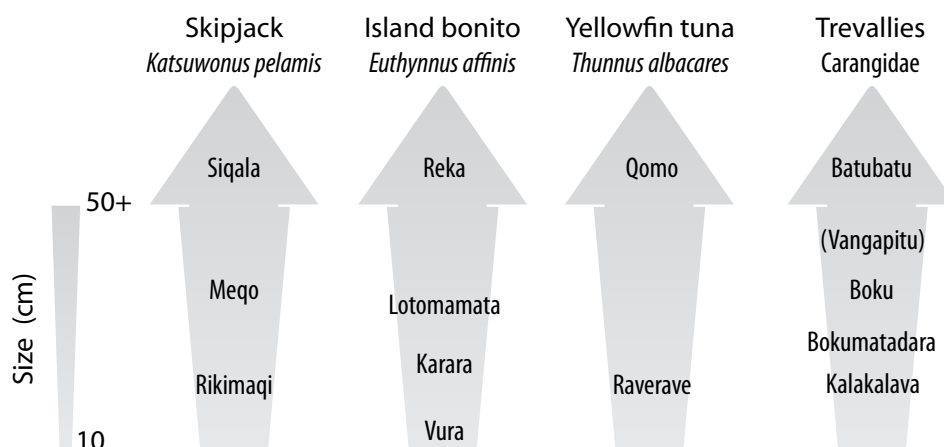 Skipjack Island bonito Yellowfin tuna Trevallies
Katsuwonus pelamis Euthynnus affinis Thunnus albacares Carangidae
Siqala Reka Qomo Batubatu
50+
(Vangapitu)
Meqo Boku
Lotomamata
Bokumatadara
Karara
Rikimaqi Raverave Kalakalava
Vura
10
Size (cm)